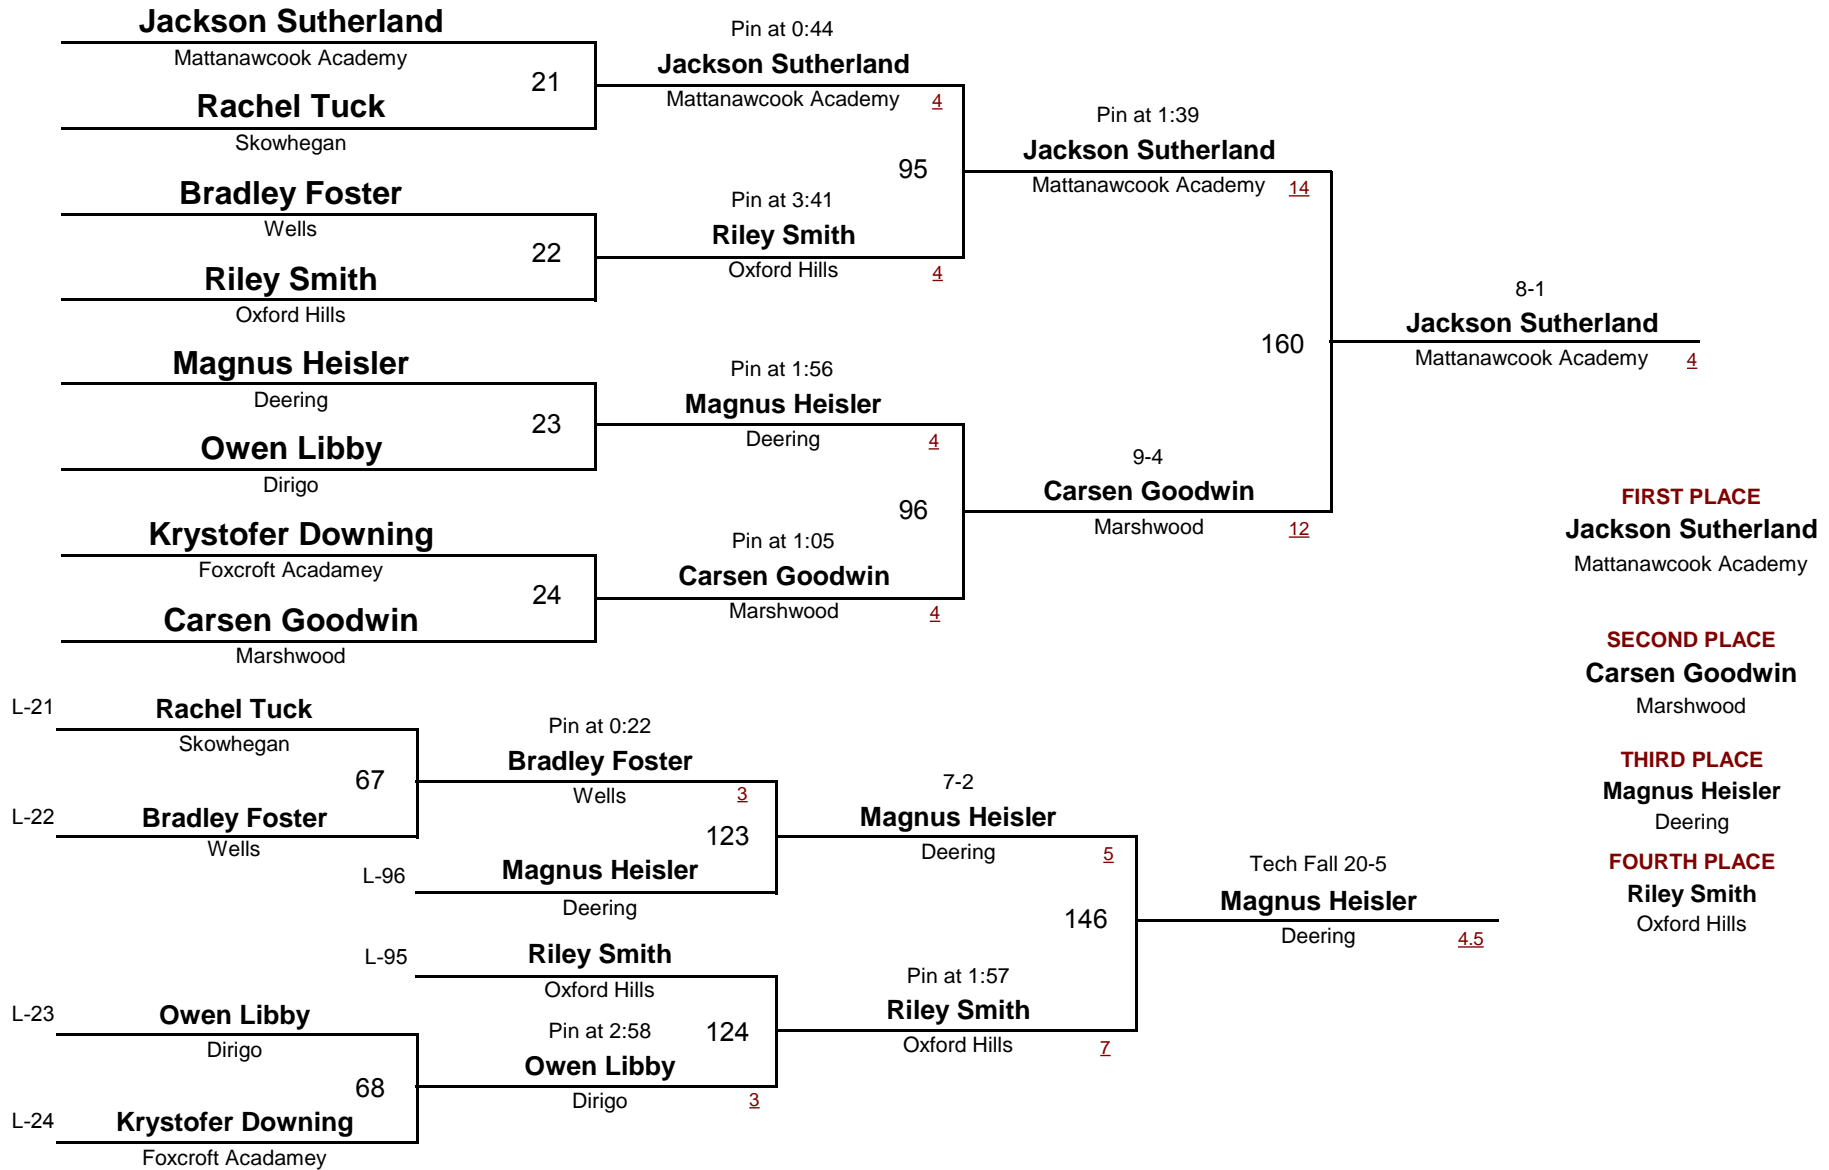 Jackson Sutherland
Mattanawcook Academy
21
Rachel Tuck
Skowhegan
Bradley Foster
Wells
22
Riley Smith
Oxford Hills
Magnus Heisler
Deering
23
Owen Libby
Dirigo
Krystofer Downing
Foxcroft Acadamey
24
Carsen Goodwin
Marshwood
Pin at 0:44
Jackson Sutherland
Mattanawcook Academy 4
95
Pin at 3:41
Riley Smith
Oxford Hills 4
Pin at 1:56
Magnus Heisler
Deering 4
96
Pin at 1:05
Carsen Goodwin
Marshwood 4
Pin at 1:39
Jackson Sutherland
Mattanawcook Academy 14
160
9-4
Carsen Goodwin
Marshwood 12
8-1
Jackson Sutherland
Mattanawcook Academy 4
FIRST PLACE
Jackson Sutherland
Mattanawcook Academy
SECOND PLACE
Carsen Goodwin
Marshwood
THIRD PLACE
Magnus Heisler
Deering
FOURTH PLACE
Riley Smith
Oxford Hills
L-21 Rachel Tuck
Skowhegan
67
L-22 Bradley Foster
Wells
Pin at 0:22
Bradley Foster
Wells 3
123
L-96 Magnus Heisler
Deering
L-95 Riley Smith
Oxford Hills
124
Pin at 2:58
Owen Libby
Dirigo 3
L-23 Owen Libby
Dirigo
68
L-24 Krystofer Downing
Foxcroft Acadamey
7-2
Magnus Heisler
Deering 5
146
Pin at 1:57
Riley Smith
Oxford Hills 7
Tech Fall 20-5
Magnus Heisler
Deering 4.5